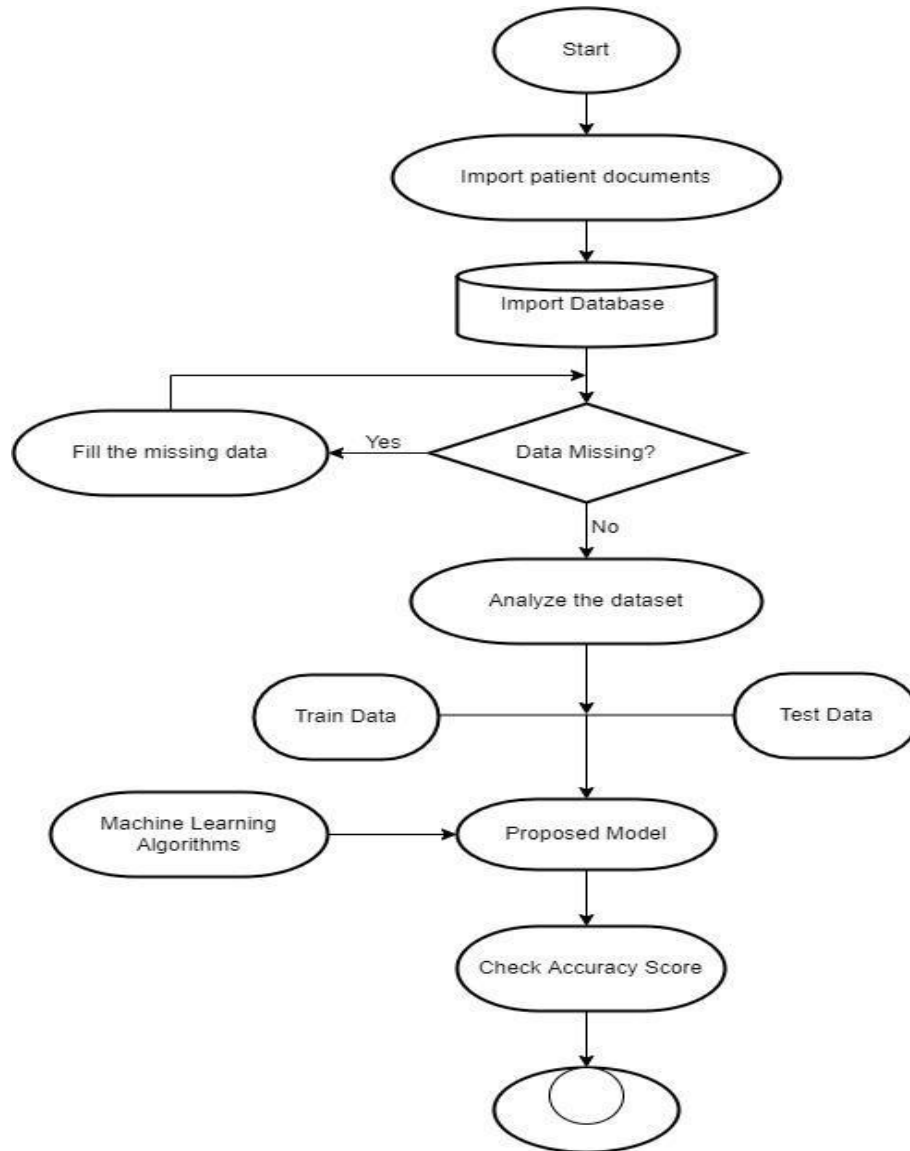 Start
Import patient documents
Import Database
Fill the missing data
Yes
Data Missing?
No
Analyze the dataset
Train Data
Test Data
Machine Learning
Algorithms
Proposed Model
Check Accuracy Score